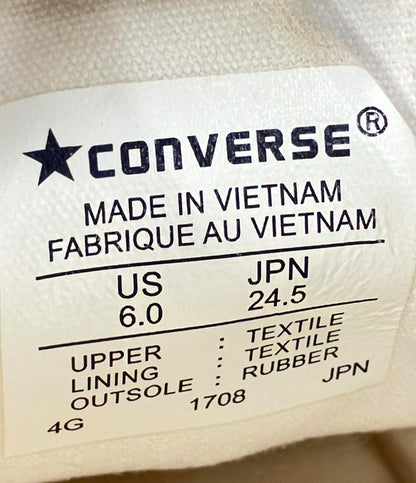 ★CONVERSE®
MADE IN VIETNAM
FABRIQUE AU VIETNAM
US JPN
6.0 24.5
UPPER : TEXTILE
LINING : TEXTILE
OUTSOLE : RUBBER
4G 1708 JPN